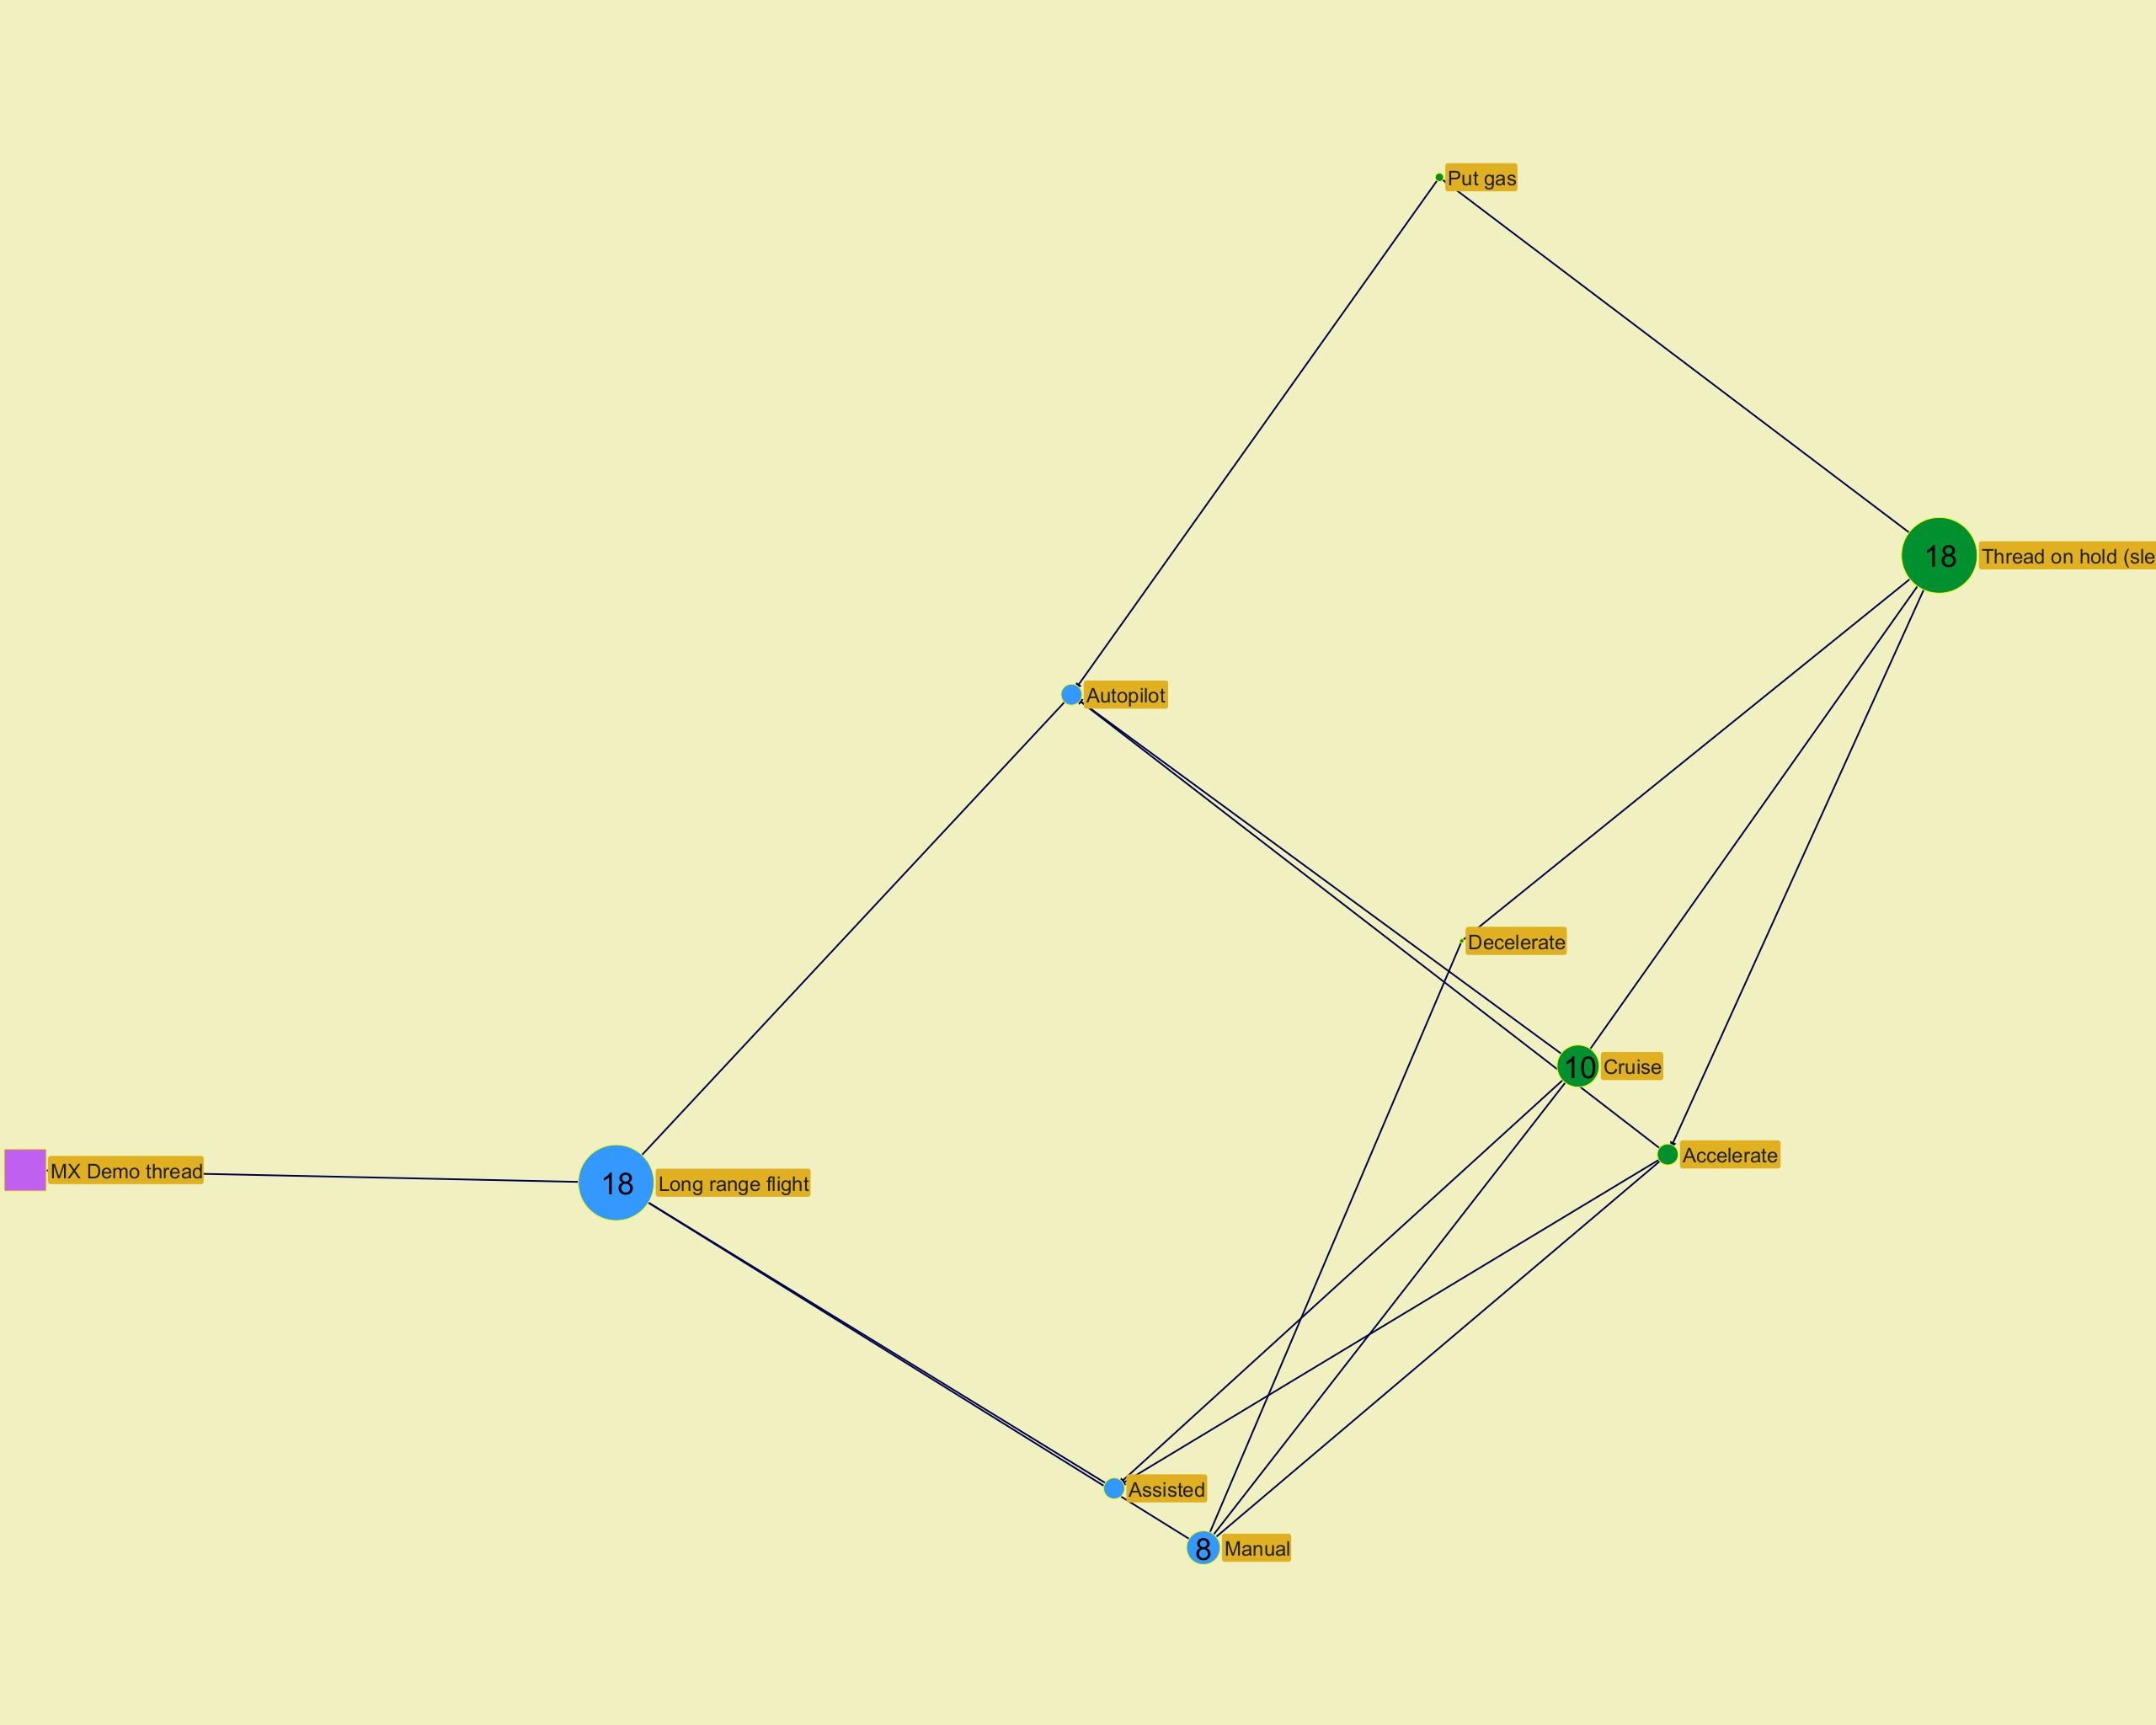 Put gas
18
Thread on hold (sle
Autopilot
Decelerate
10
Cruise
Accelerate
MX Demo thread
18
Long range flight
Assisted
8
Manual